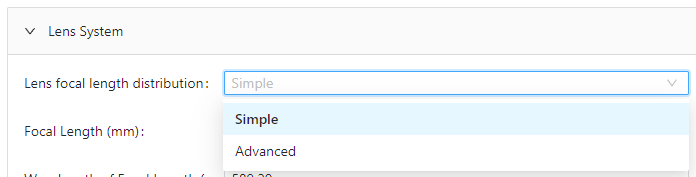 Lens System
Lens focal length distribution: Simple
Simple
Focal Length (mm):
Advanced